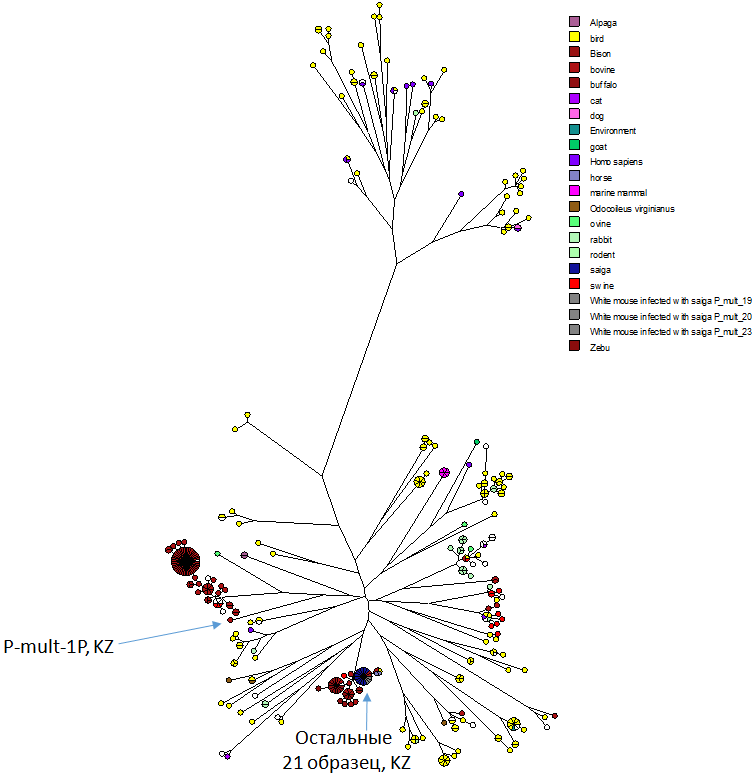 Alpaga
bird
Bison
bovine
buffalo
cat
dog
Environment
goat
Homo sapiens
horse
marine mammal
Odocoileus virginianus
ovine
rabbit
rodent
saiga
swine
White mouse infected with saiga P_mult_19
White mouse infected with saiga P_mult_20
White mouse infected with saiga P_mult_23
Zebu
P-mult-1P, KZ
Остальные
21 образец, KZ